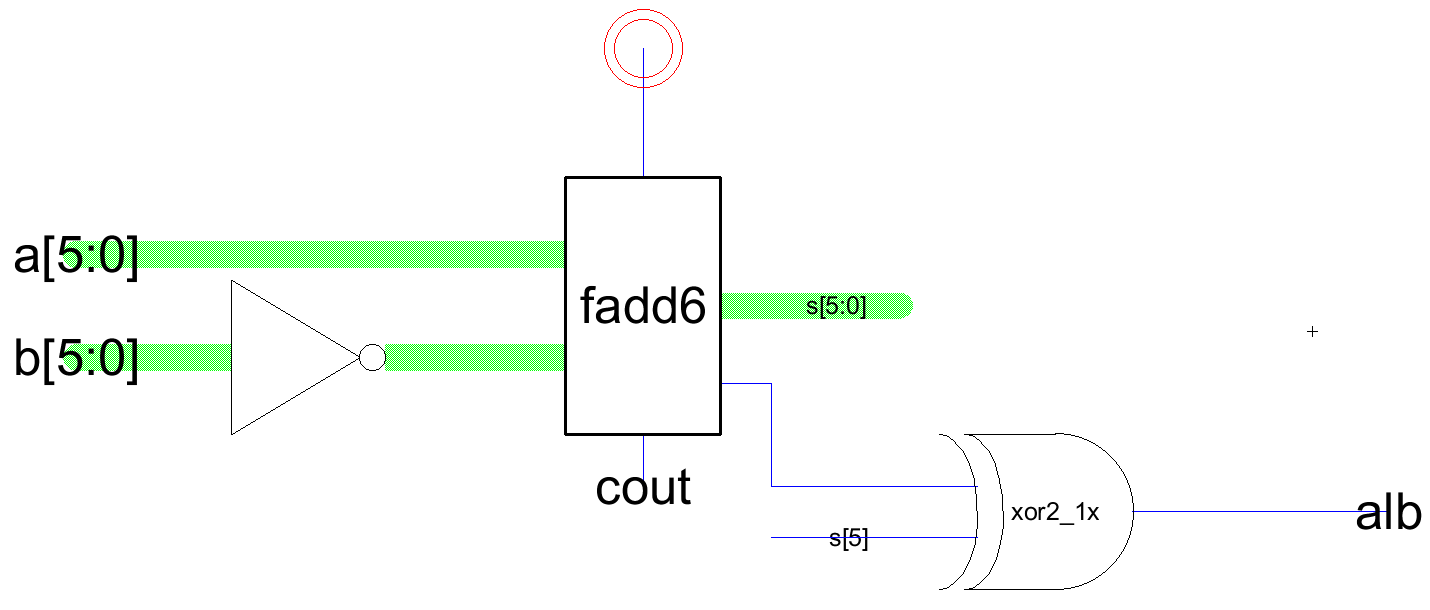 a[5:0]
fadd6
s[5:0]
b[5:0]
cout
xor2_1x
alb
s[5]